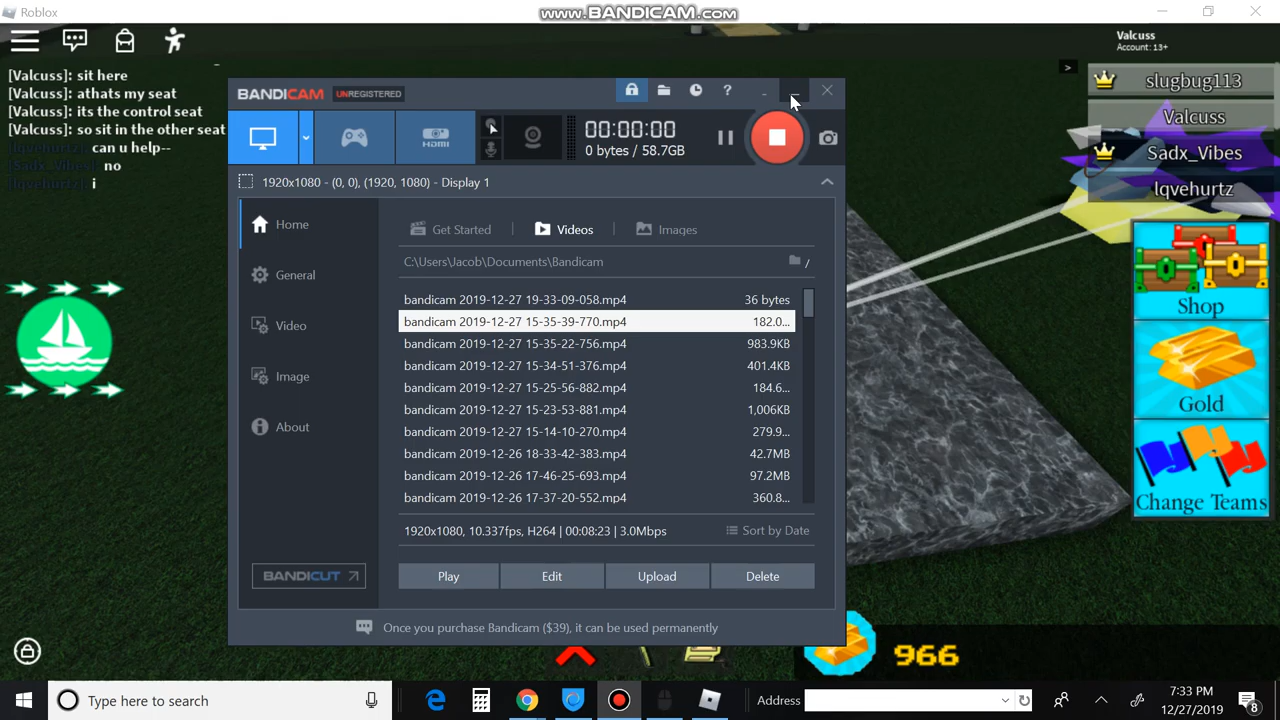 Roblox
www.BANDICAM.com
Valcuss
Account: 13+
[Valcuss]: sit here
[Valcuss]: athats my seat
[Valcuss]: its the control seat
[Valcuss]: so sit in the other seat
[lqvehurtz]: can u help--
[Sadx_Vibes]: no
[lqvehurtz]: i
>
slugbug113
Valcuss
Sadx_Vibes
lqvehurtz
Shop
Gold
Change Teams
966
BANDICAM UNREGISTERED
?
HDMI
00:00:00
0 bytes / 58.7GB
1920x1080 - (0, 0), (1920, 1080) - Display 1
Home
General
Video
Image
About
BANDICUT
Get Started
Videos
Images
C:\Users\Jacob\Documents\Bandicam
/
bandicam 2019-12-27 19-33-09-058.mp4 36 bytes
bandicam 2019-12-27 15-35-39-770.mp4 182.0...
bandicam 2019-12-27 15-35-22-756.mp4 983.9KB
bandicam 2019-12-27 15-34-51-376.mp4 401.4KB
bandicam 2019-12-27 15-25-56-882.mp4 184.6...
bandicam 2019-12-27 15-23-53-881.mp4 1,006KB
bandicam 2019-12-27 15-14-10-270.mp4 279.9...
bandicam 2019-12-26 18-33-42-383.mp4 42.7MB
bandicam 2019-12-26 17-46-25-693.mp4 97.2MB
bandicam 2019-12-26 17-37-20-552.mp4 360.8...
1920x1080, 10.337fps, H264 | 00:08:23 | 3.0Mbps
Sort by Date
Play
Edit
Upload
Delete
Once you purchase Bandicam ($39), it can be used permanently
Type here to search
Address
7:33 PM
12/27/2019
8